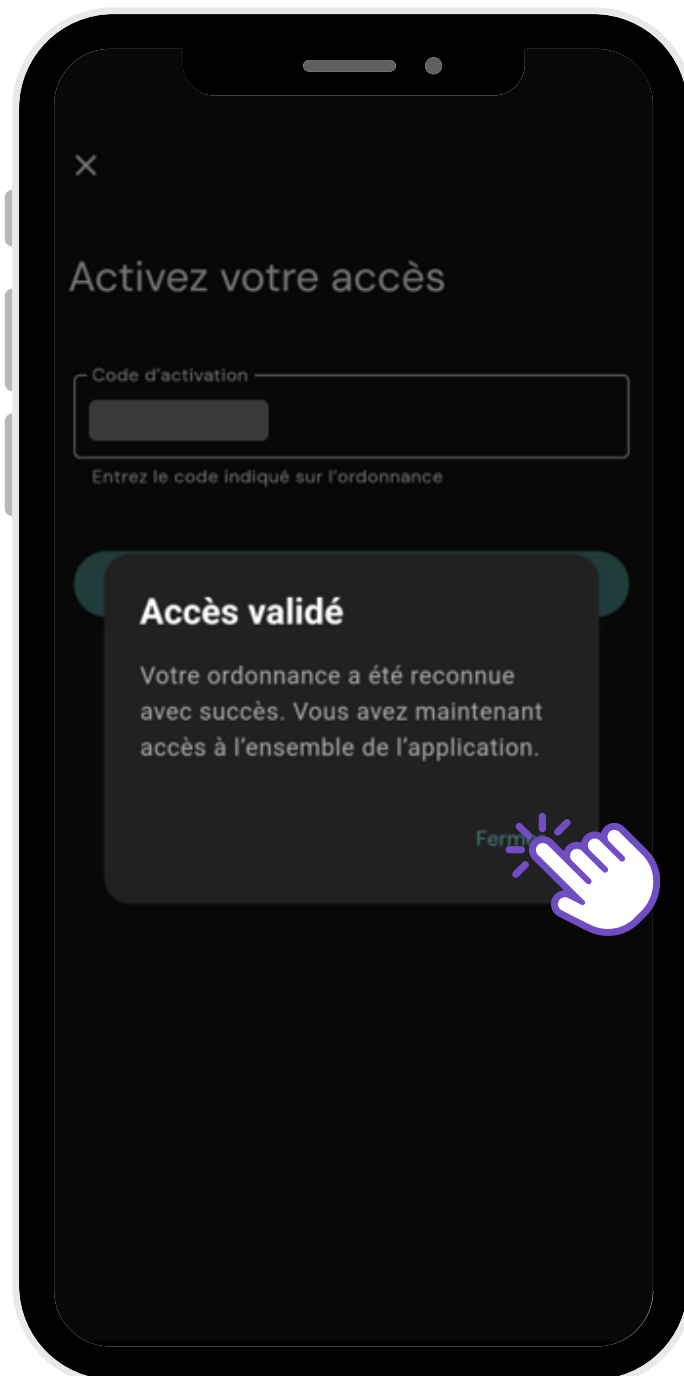 Activez votre accès
Code d'activation
Entrez le code indiqué sur l'ordonnance
Accès validé
Votre ordonnance a été reconnue
avec succès. Vous avez maintenant
accès à l'ensemble de l'application.